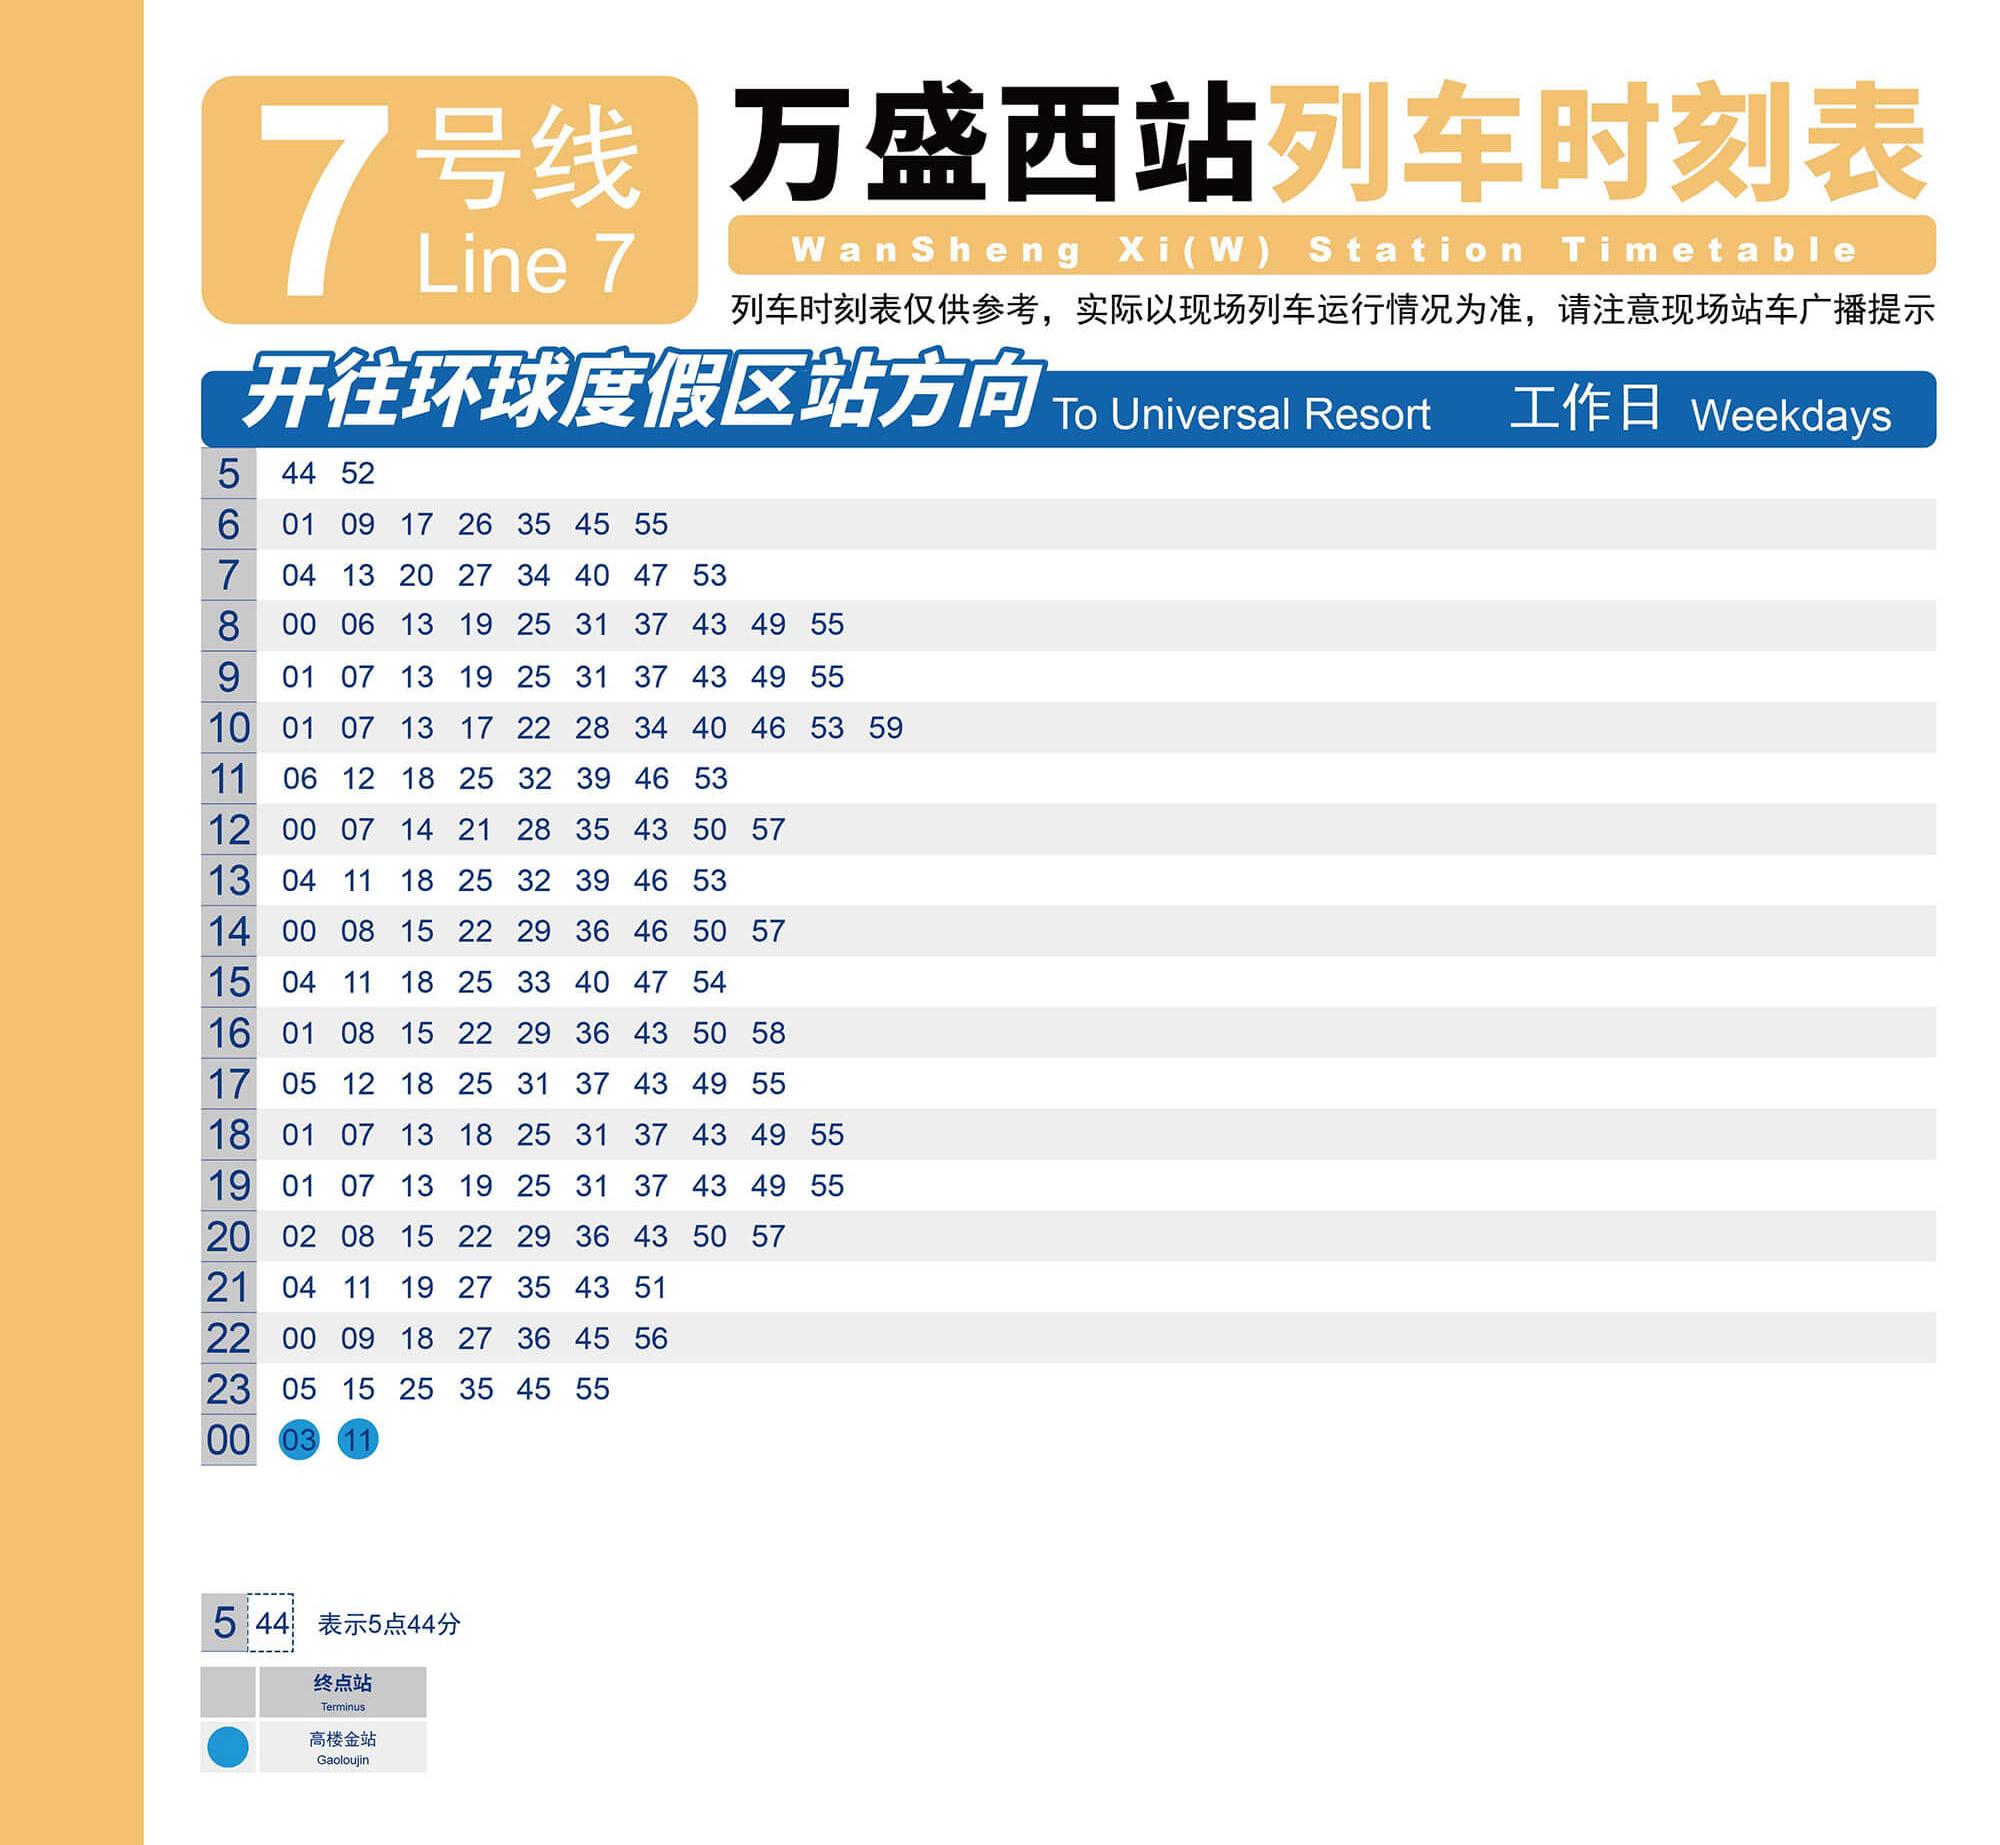 7号线
Line 7
万盛西站列车时刻表
WanSheng Xi(W) Station Timetable
列车时刻表仅供参考，实际以现场列车运行情况为准，请注意现场站车广播提示
开往环球度假区站方向 To Universal Resort 工作日 Weekdays
5 44 52
6 01 09 17 26 35 45 55
7 04 13 20 27 34 40 47 53
8 00 06 13 19 25 31 37 43 49 55
9 01 07 13 19 25 31 37 43 49 55
10 01 07 13 17 22 28 34 40 46 53 59
11 06 12 18 25 32 39 46 53
12 00 07 14 21 28 35 43 50 57
13 04 11 18 25 32 39 46 53
14 00 08 15 22 29 36 46 50 57
15 04 11 18 25 33 40 47 54
16 01 08 15 22 29 36 43 50 58
17 05 12 18 25 31 37 43 49 55
18 01 07 13 18 25 31 37 43 49 55
19 01 07 13 19 25 31 37 43 49 55
20 02 08 15 22 29 36 43 50 57
21 04 11 19 27 35 43 51
22 00 09 18 27 36 45 56
23 05 15 25 35 45 55
00 03 11
5 44 表示5点44分
终点站
Terminus
高楼金站
Gaoloujin